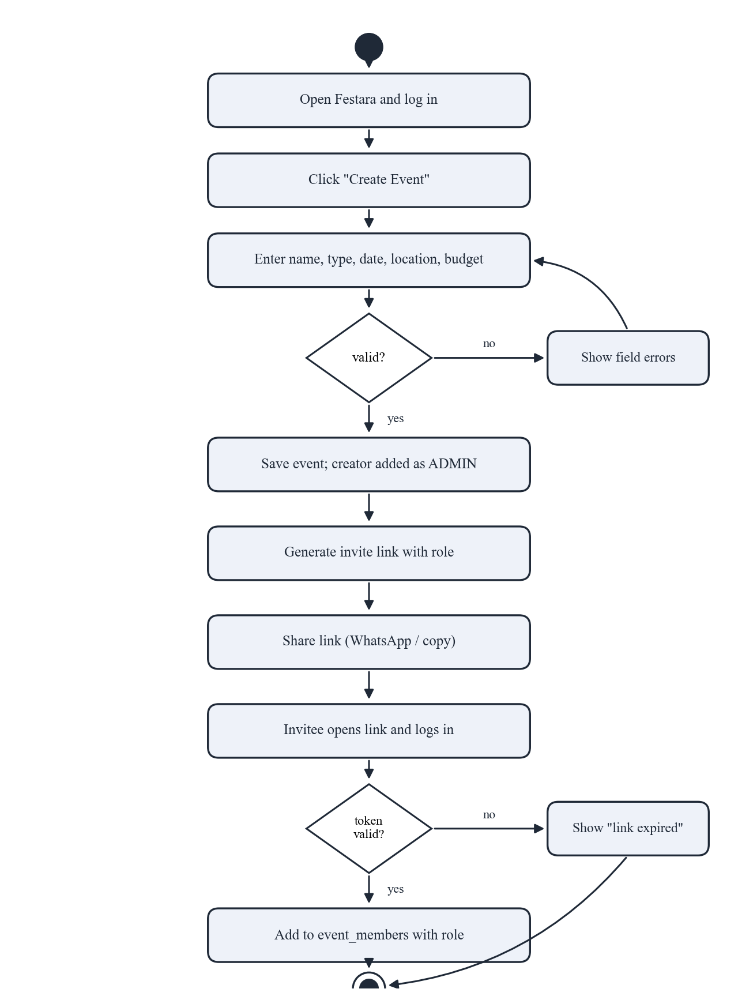 Open Festara and log in
Click "Create Event"
Enter name, type, date, location, budget
valid?
no
Show field errors
yes
Save event; creator added as ADMIN
Generate invite link with role
Share link (WhatsApp / copy)
Invitee opens link and logs in
token
valid?
no
Show "link expired"
yes
Add to event_members with role